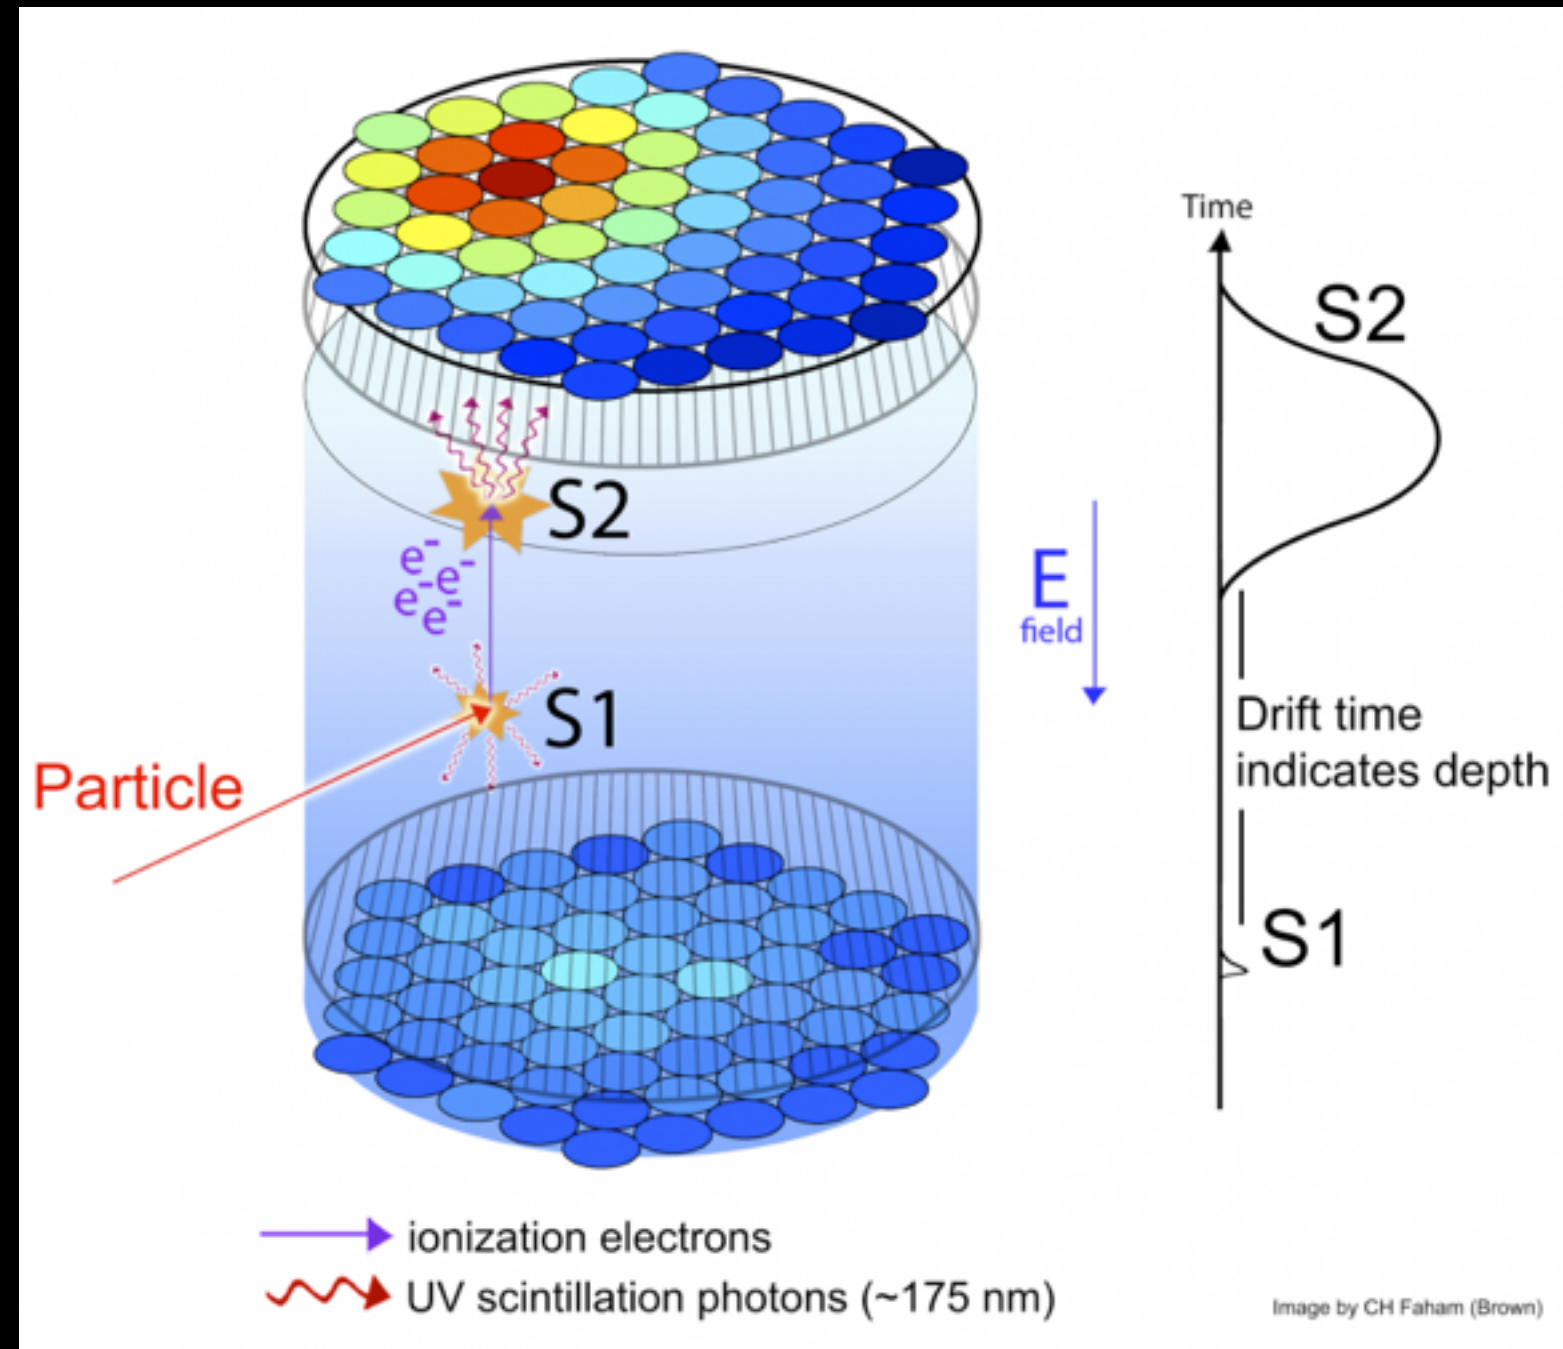 Time
S2
S2
e-
e-
e-
e-
E
field
Drift time
indicates depth
S1
Particle
S1
ionization electrons
UV scintillation photons (~175 nm)
Image by CH Faham (Brown)